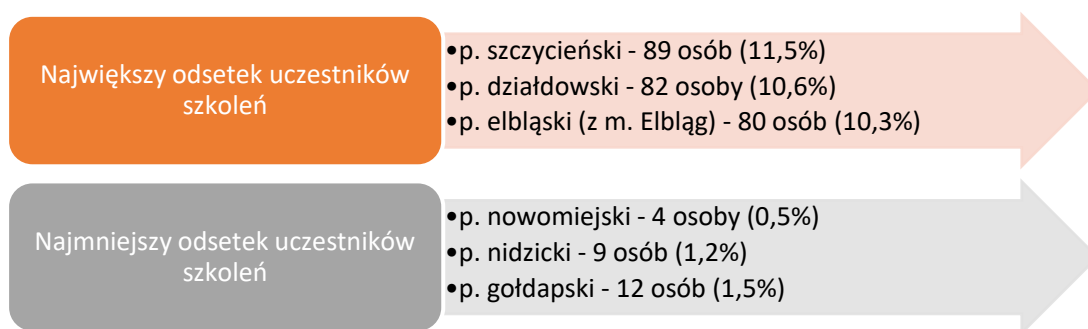 Największy odsetek uczestników
szkoleń
•p. szczycieński - 89 osób (11,5%)
•p. działdowski - 82 osoby (10,6%)
•p. elbląski (z m. Elbląg) - 80 osób (10,3%)
Najmniejszy odsetek uczestników
szkoleń
•p. nowomiejski - 4 osoby (0,5%)
•p. nidzicki - 9 osób (1,2%)
•p. gołdapski - 12 osób (1,5%)